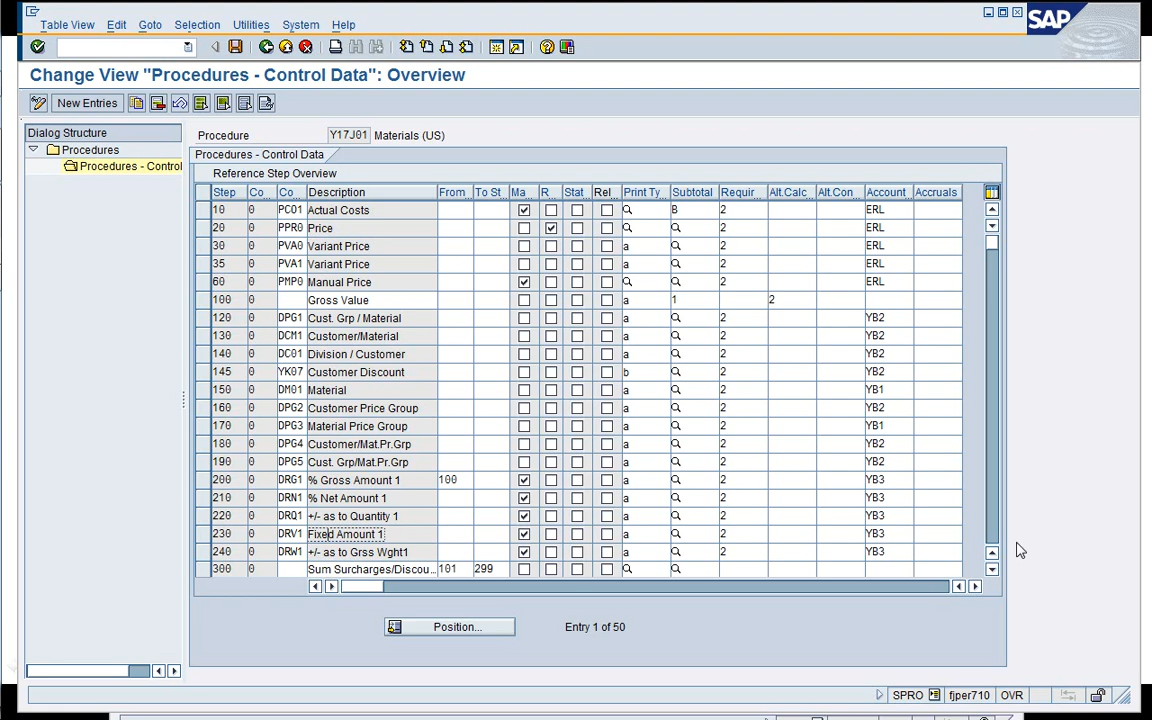 Table View Edit Goto Selection Utilities System Help
SAP
Change View "Procedures - Control Data": Overview
New Entries
Dialog Structure
Procedures
Procedures - Control
Procedure Y17J01 Materials (US)
Procedures - Control Data
Reference Step Overview
Step Co... Co... Description From... To St Ma... R... Stat Rel Print Ty... Subtotal Requir... Alt.Calc... Alt.Con... Account... Accruals
10 0 PCO1 Actual Costs B 2 ERL
20 0 PPR0 Price 2 ERL
30 0 PVA0 Variant Price a 2 ERL
35 0 PVA1 Variant Price a 2 ERL
60 0 PMP0 Manual Price 2 ERL
100 0 Gross Value a 1 2
120 0 DPG1 Cust. Grp / Material a 2 YB2
130 0 DCM1 Customer/Material a 2 YB2
140 0 DC01 Division / Customer a 2 YB2
145 0 YK07 Customer Discount b 2 YB2
150 0 DM01 Material a 2 YB1
160 0 DPG2 Customer Price Group a 2 YB2
170 0 DPG3 Material Price Group a 2 YB1
180 0 DPG4 Customer/Mat.Pr.Grp a 2 YB2
190 0 DPG5 Cust. Grp/Mat.Pr.Grp a 2 YB2
200 0 DRG1 % Gross Amount 1 100 a 2 YB3
210 0 DRN1 % Net Amount 1 a 2 YB3
220 0 DRQ1 +/- as to Quantity 1 a 2 YB3
230 0 DRV1 Fixed Amount 1 a 2 YB3
240 0 DRW1 +/- as to Grss Wght1 a 2 YB3
300 0 Sum Surcharges/Discou... 101 299
Position... Entry 1 of 50
SPRO fjper710 OVR